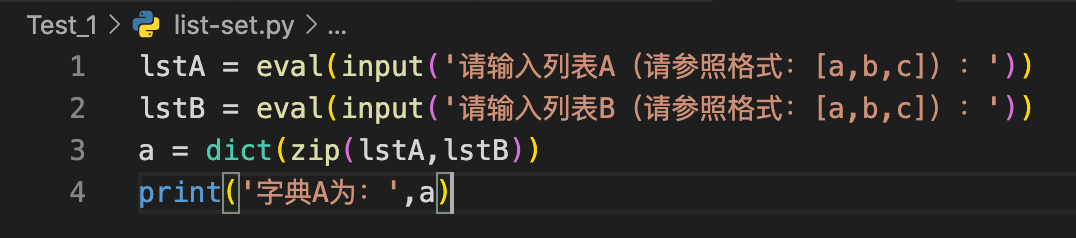 Test_1 > list-set.py > ...
1 lstA = eval(input('请输入列表A（请参照格式：[a,b,c]）：'))
2 lstB = eval(input('请输入列表B（请参照格式：[a,b,c]）：'))
3 a = dict(zip(lstA,lstB))
4 print('字典A为：',a)